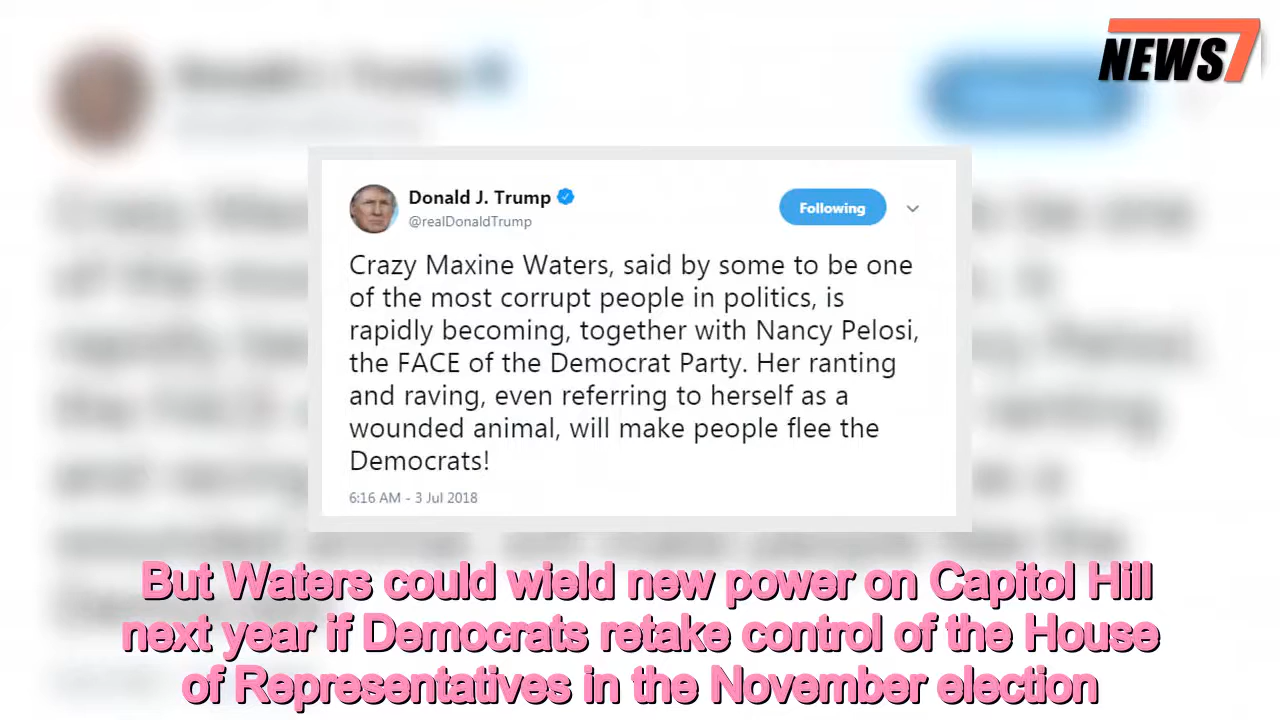 NEWS7
Donald J. Trump
@realDonaldTrump
Following
Crazy Maxine Waters, said by some to be one
of the most corrupt people in politics, is
rapidly becoming, together with Nancy Pelosi,
the FACE of the Democrat Party. Her ranting
and raving, even referring to herself as a
wounded animal, will make people flee the
Democrats!
6:16 AM - 3 Jul 2018
But Waters could wield new power on Capitol Hill
next year if Democrats retake control of the House
of Representatives in the November election